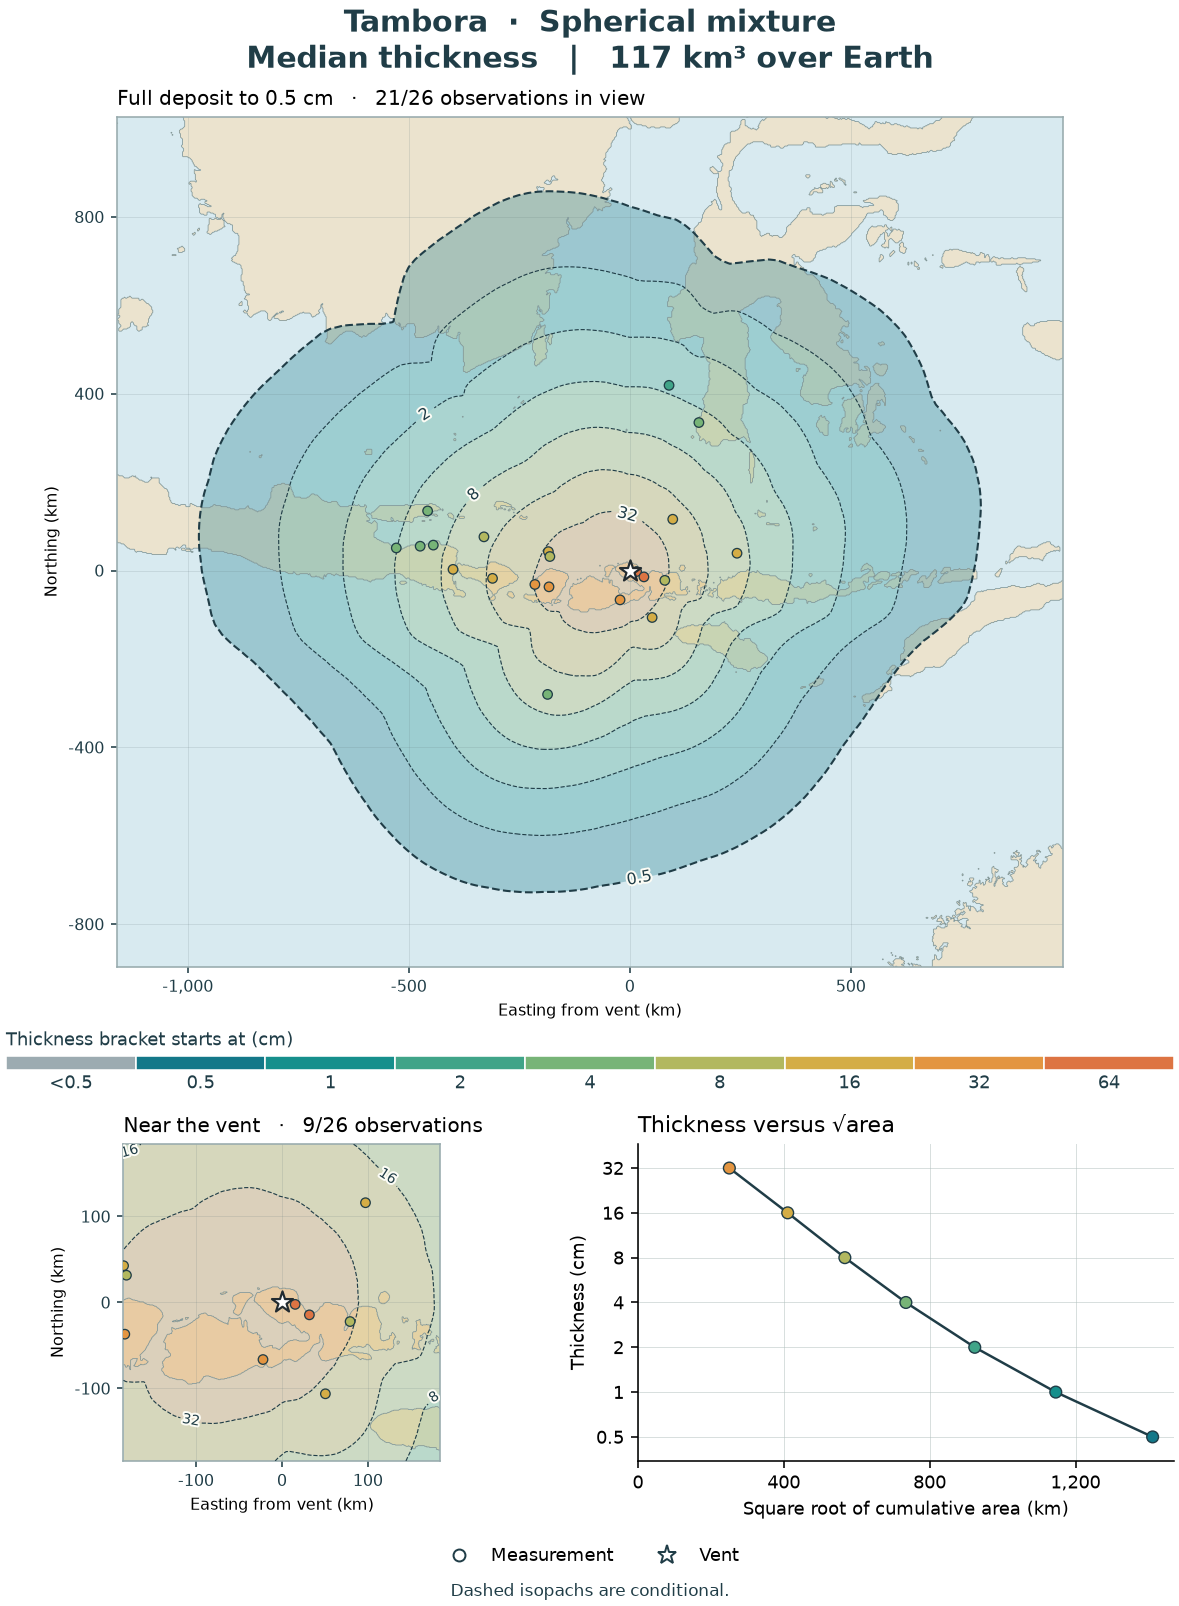 Tambora · Spherical mixture
Median thickness | 117 km³ over Earth
Full deposit to 0.5 cm · 21/26 observations in view
Northing (km)
800
400
0
-400
-800
2
8
32
0.5
-1,000
-500
0
500
Easting from vent (km)
Thickness bracket starts at (cm)
<0.5
0.5
1
2
4
8
16
32
64
Near the vent · 9/26 observations
Northing (km)
100
0
-100
16
16
32
8
-100
0
100
Easting from vent (km)
Thickness versus √area
Thickness (cm)
32
16
8
4
2
1
0.5
0
400
800
1,200
Square root of cumulative area (km)
Measurement
Vent
Dashed isopachs are conditional.